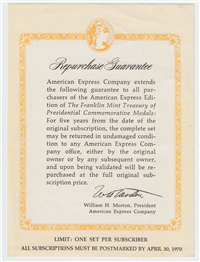 Repurchase Guarantee
American Express Company extends
the following guarantee to all pur-
chasers of the American Express Edi-
tion of The Franklin Mint Treasury of
Presidential Commemorative Medals:
For five years from the date of the
original subscription, the complete set
may be returned in undamaged condi-
tion to any American Express Com-
pany office, either by the original
owner or by any subsequent owner,
and upon being validated will be re-
purchased at the full original sub-
scription price.
William H. Morton, President
American Express Company
LIMIT: ONE SET PER SUBSCRIBER
ALL SUBSCRIPTIONS MUST BE POSTMARKED BY APRIL 30, 1970